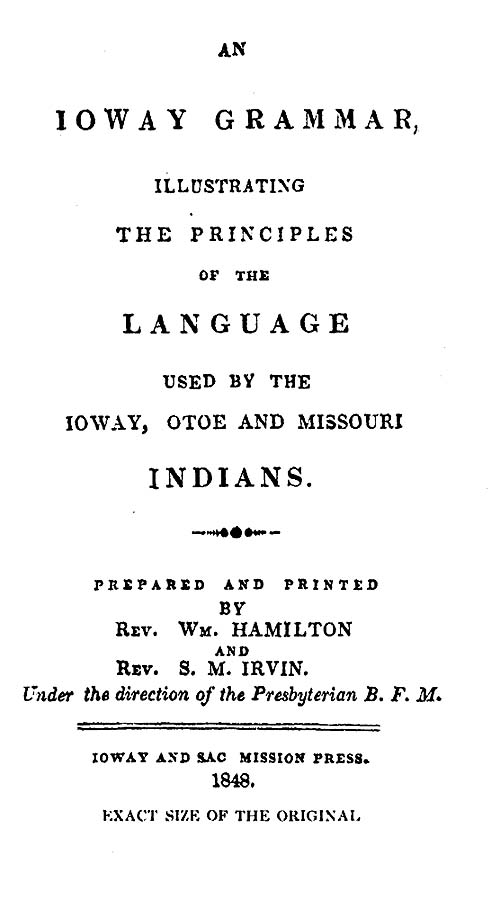 AN
IOWAY GRAMMAR,
ILLUSTRATING
THE PRINCIPLES
OF THE
LANGUAGE
USED BY THE
IOWAY, OTOE AND MISSOURI
INDIANS.
PREPARED AND PRINTED
BY
REV. WM. HAMILTON
AND
REV. S. M. IRVIN.
Under the direction of the Presbyterian B. F. M.
IOWAY AND SAC MISSION PRESS.
1848.
EXACT SIZE OF THE ORIGINAL